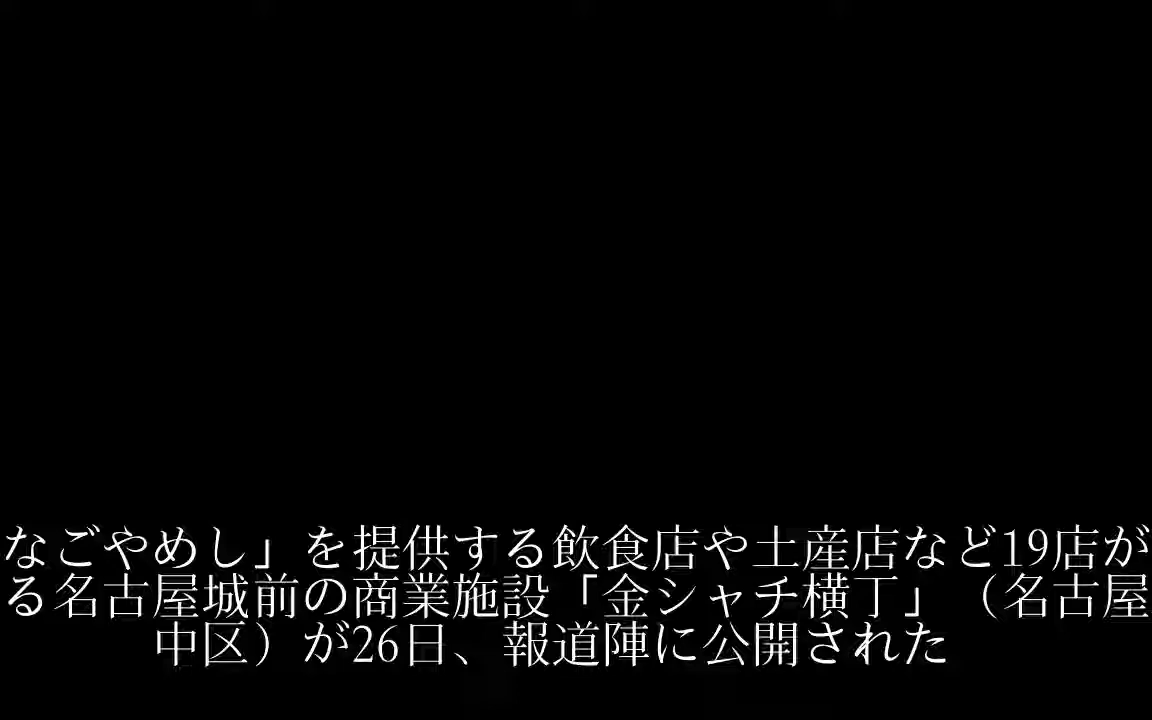 なごやめし」を提供する飲食店や土産店など19店が
る名古屋城前の商業施設「金シャチ横丁」（名古屋
中区）が26日、報道陣に公開された